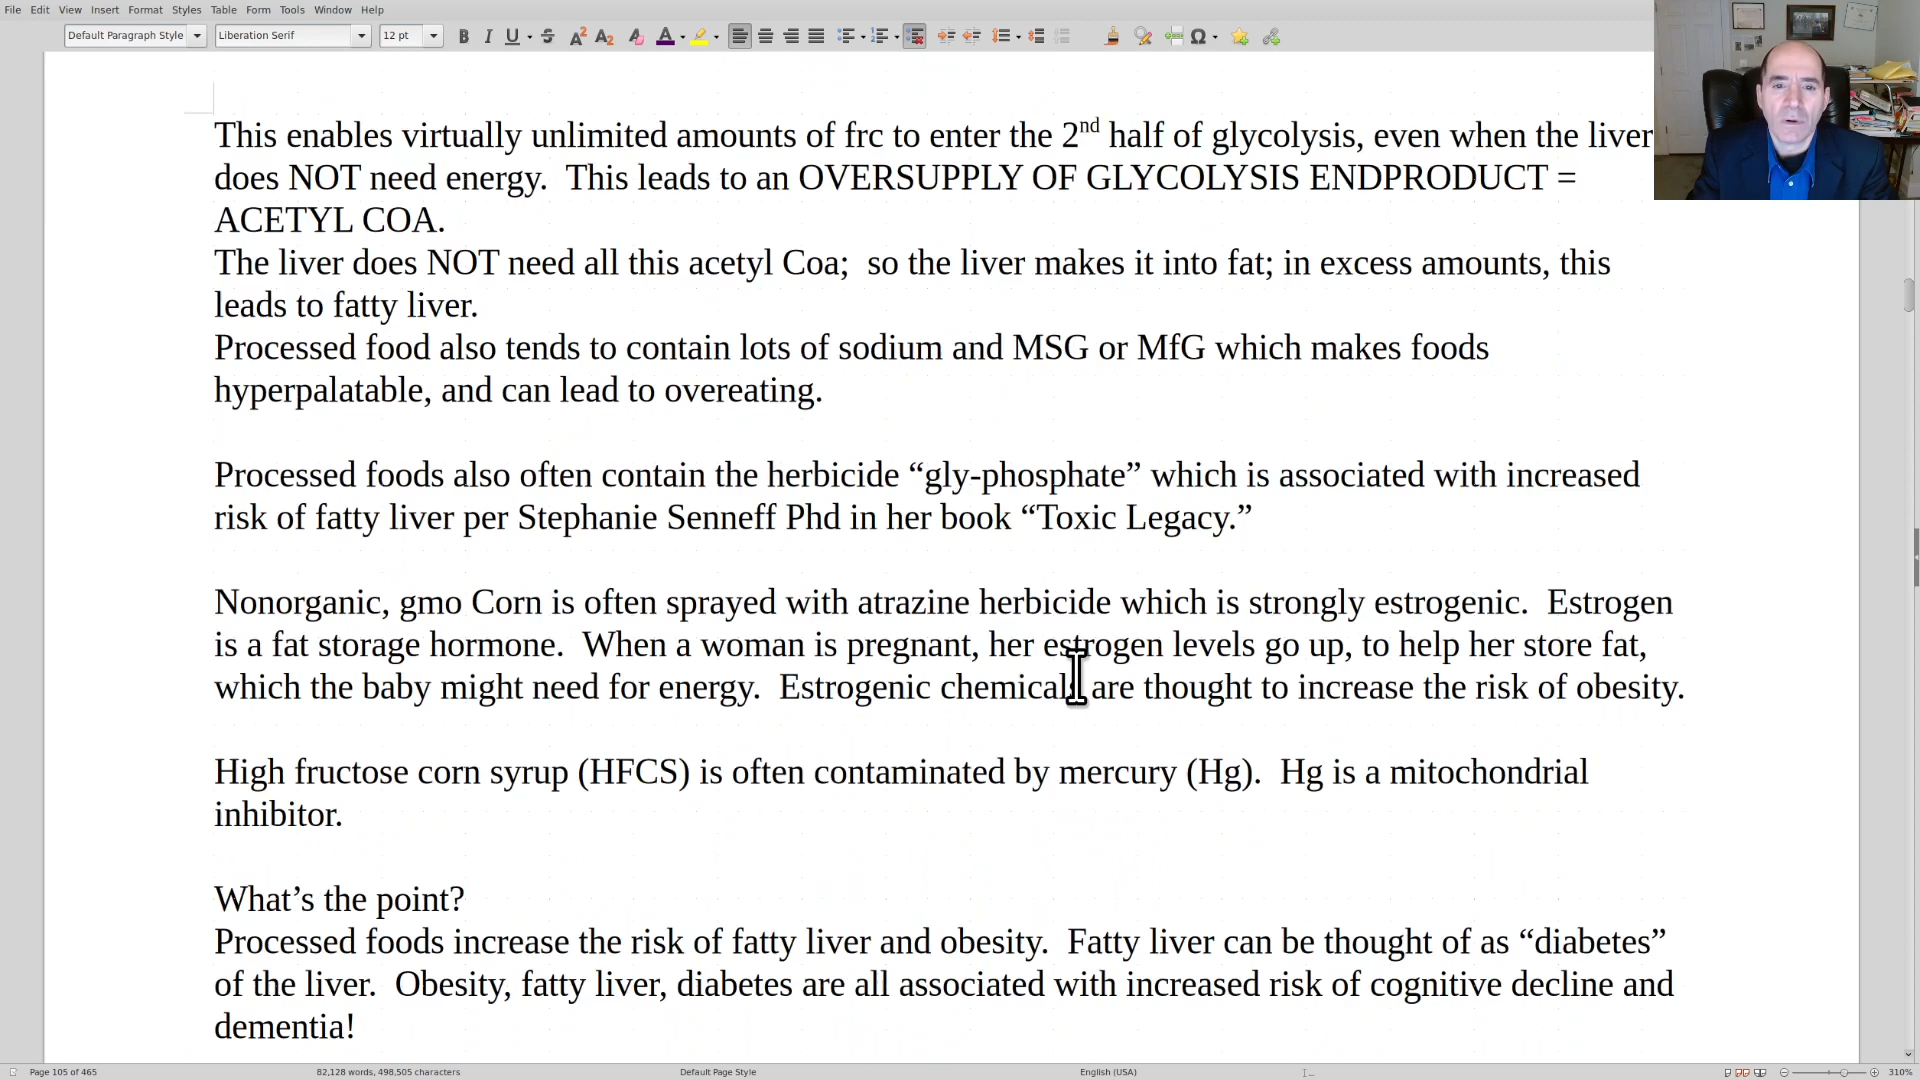 File Edit View Insert Format Styles Table Form Tools Window Help
Default Paragraph Style Liberation Serif 12 pt
This enables virtually unlimited amounts of frc to enter the 2nd half of glycolysis, even when the liver
does NOT need energy. This leads to an OVERSUPPLY OF GLYCOLYSIS ENDPRODUCT =
ACETYL COA.
The liver does NOT need all this acetyl Coa; so the liver makes it into fat; in excess amounts, this
leads to fatty liver.
Processed food also tends to contain lots of sodium and MSG or MfG which makes foods
hyperpalatable, and can lead to overeating.
Processed foods also often contain the herbicide “gly-phosphate” which is associated with increased
risk of fatty liver per Stephanie Senneff Phd in her book “Toxic Legacy.”
Nonorganic, gmo Corn is often sprayed with atrazine herbicide which is strongly estrogenic. Estrogen
is a fat storage hormone. When a woman is pregnant, her estrogen levels go up, to help her store fat,
which the baby might need for energy. Estrogenic chemicals are thought to increase the risk of obesity.
High fructose corn syrup (HFCS) is often contaminated by mercury (Hg). Hg is a mitochondrial
inhibitor.
What’s the point?
Processed foods increase the risk of fatty liver and obesity. Fatty liver can be thought of as “diabetes”
of the liver. Obesity, fatty liver, diabetes are all associated with increased risk of cognitive decline and
dementia!
Page 105 of 465 82,128 words, 498,505 characters Default Page Style English (USA) 310%